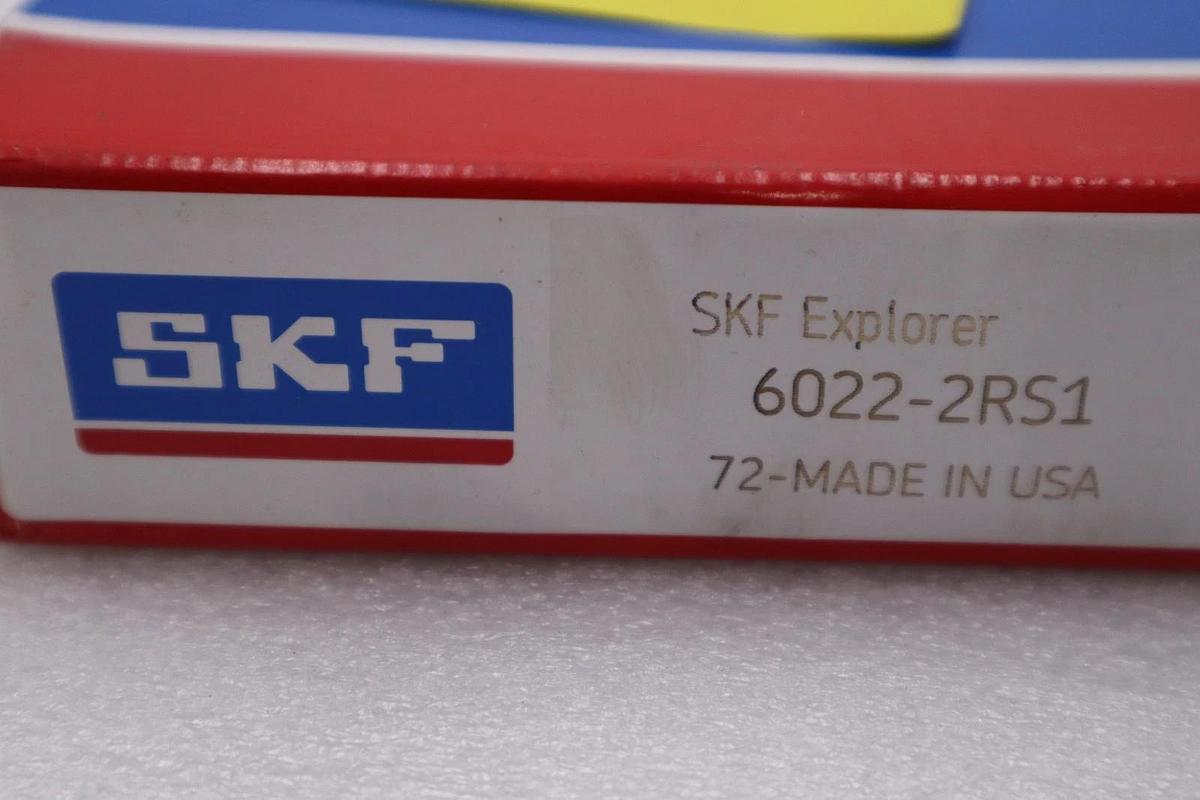 SKF
SKF Explorer
6022-2RS1
72-MADE IN USA